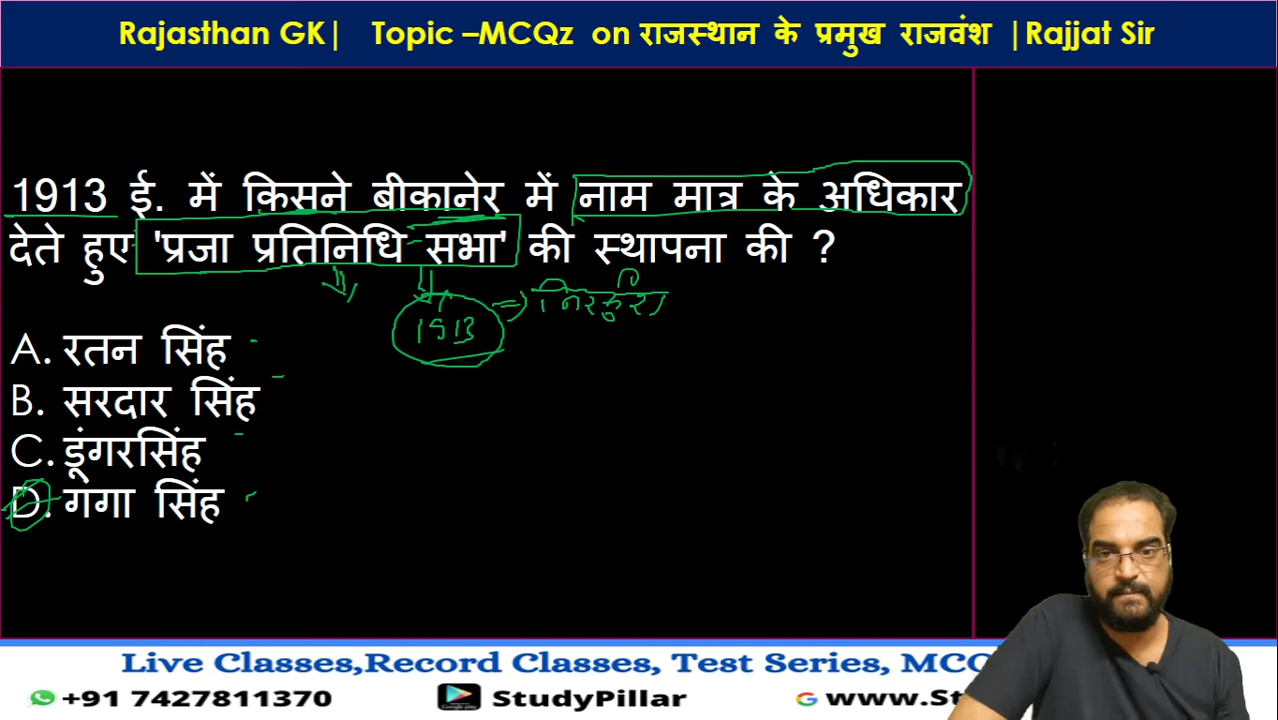 Rajasthan GK| Topic –MCQz on राजस्थान के प्रमुख राजवंश |Rajjat Sir
1913 ई. में किसने बीकानेर में नाम मात्र के अधिकार
देते हुए 'प्रजा प्रतिनिधि सभा' की स्थापना की ?
1913
A. रतन सिंह
B. सरदार सिंह
C. डूंगरसिंह
D. गंगा सिंह
Live Classes,Record Classes, Test Series, MCQ
+91 7427811370 StudyPillar www.St